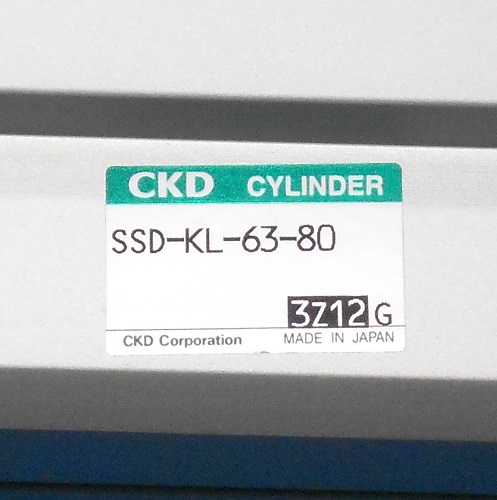 CKD CYLINDER
SSD-KL-63-80
3Z12 G
CKD Corporation MADE IN JAPAN